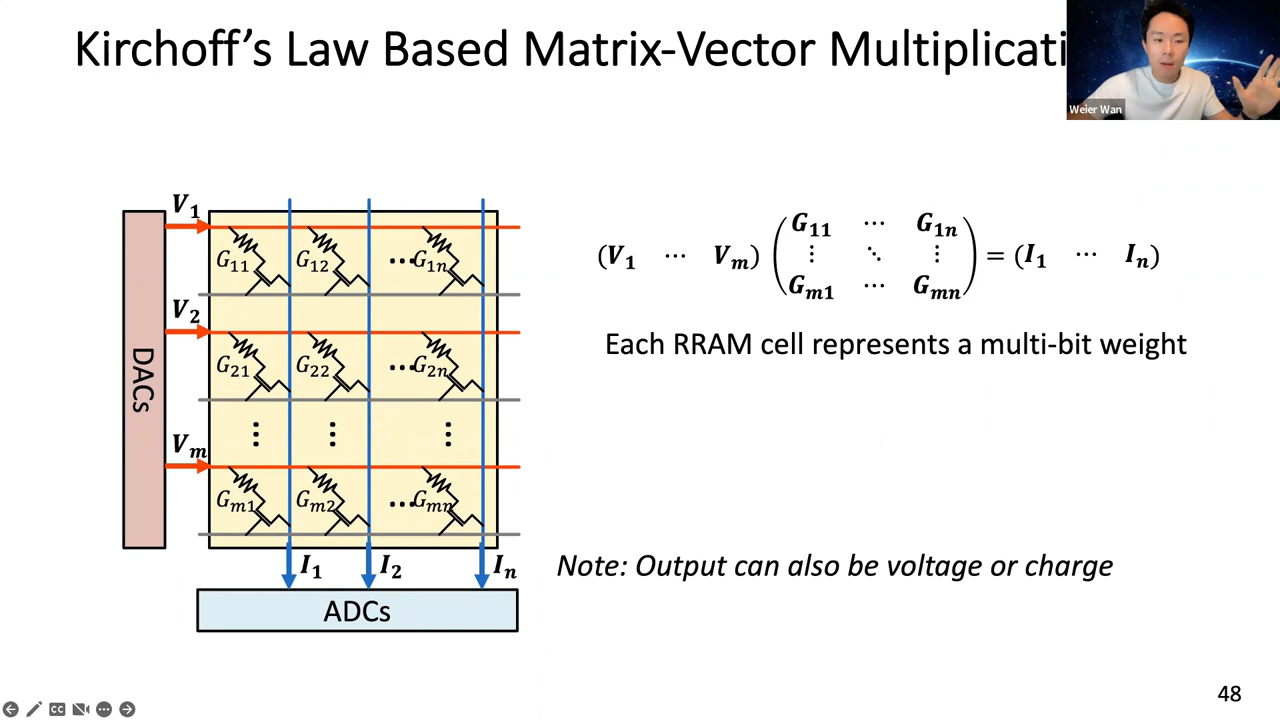 Kirchoff's Law Based Matrix-Vector Multiplicati
Weier Wan
DACs
V1
V2
Vm
G11 G12 ⋯ G1n
G21 G22 ⋯ G2n
⋮ ⋮ ⋮
Gm1 Gm2 ⋯ Gmn
I1 I2 In
ADCs
(V1 ⋯ Vm) (G11 ⋯ G1n
⋮ ⋱ ⋮
Gm1 ⋯ Gmn) = (I1 ⋯ In)
Each RRAM cell represents a multi-bit weight
Note: Output can also be voltage or charge
CC
48